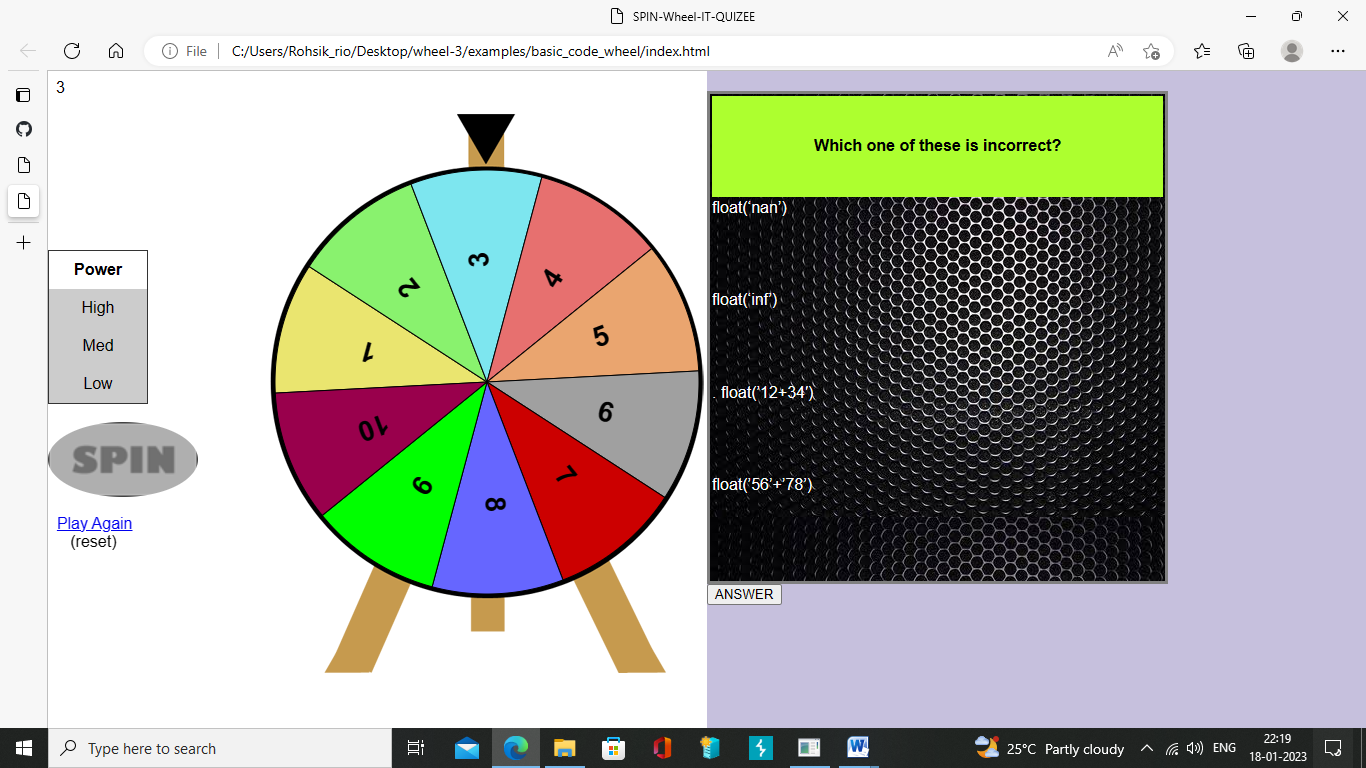 SPIN-Wheel-IT-QUIZEE
File
C:/Users/Rohsik_rio/Desktop/wheel-3/examples/basic_code_wheel/index.html
3
Power
High
Med
Low
SPIN
Play Again
(reset)
1
2
3
4
5
6
7
8
9
10
Which one of these is incorrect?
float(‘nan’)
float(‘inf’)
. float(’12+34′)
float(’56’+’78’)
ANSWER
Type here to search
25°C Partly cloudy
ENG
22:19
18-01-2023